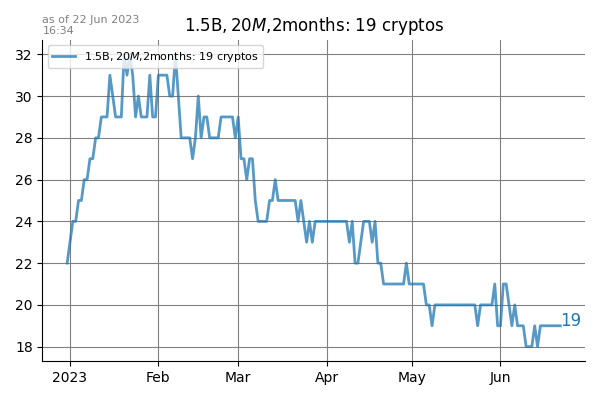 as of 22 Jun 2023
16:34
1.5B, 20M,2months: 19 cryptos
1.5B, 20M,2months: 19 cryptos
32
30
28
26
24
22
20
18
19
2023 Feb Mar Apr May Jun